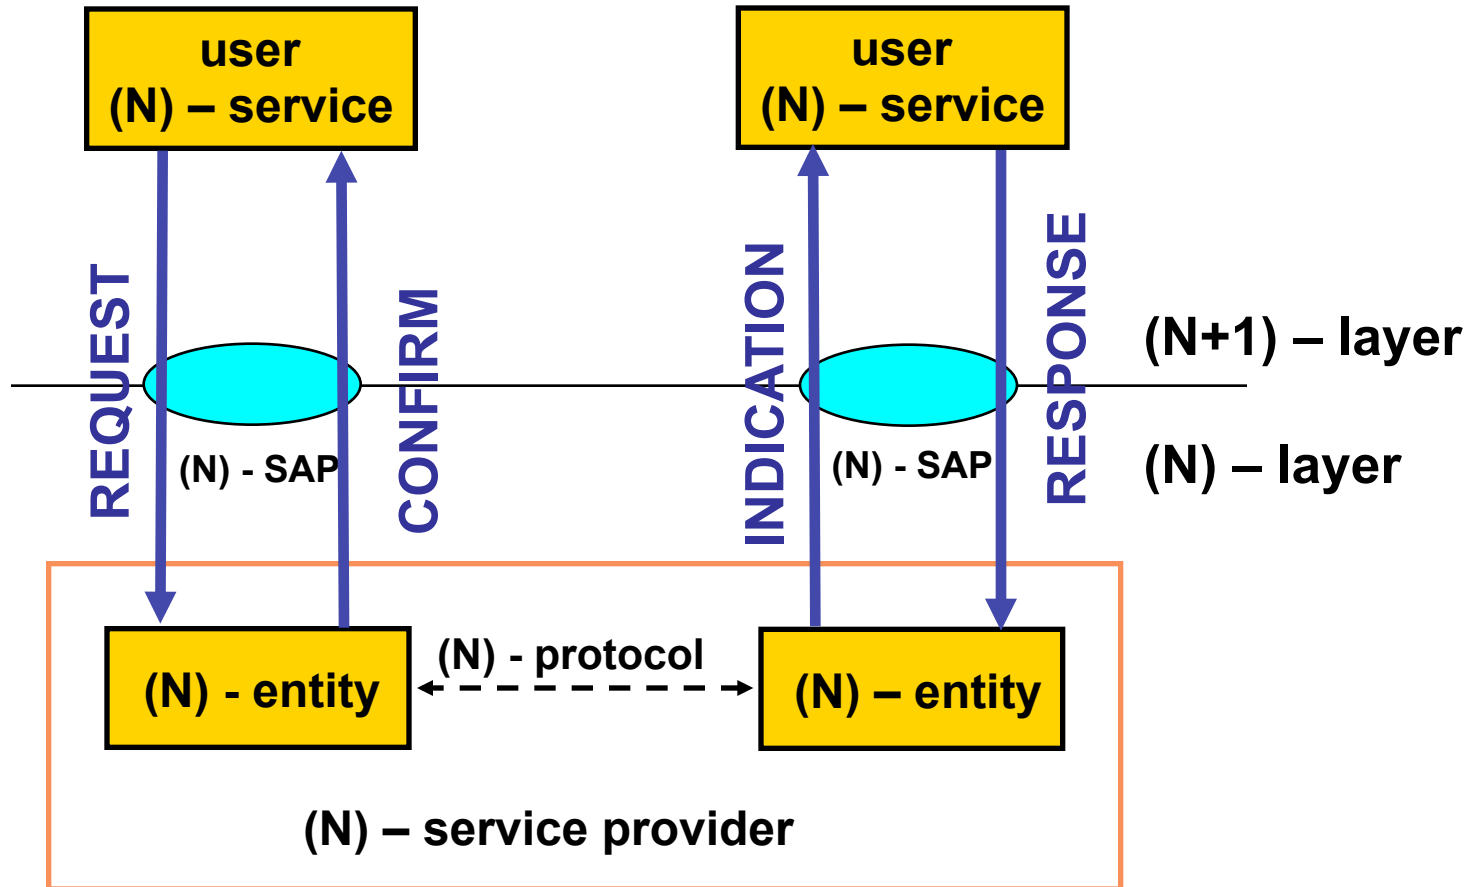 user
(N) – service
user
(N) – service
REQUEST
CONFIRM
INDICATION
RESPONSE
(N+1) – layer
(N) - SAP
(N) - SAP
(N) – layer
(N) - entity
(N) - protocol
(N) – entity
(N) – service provider